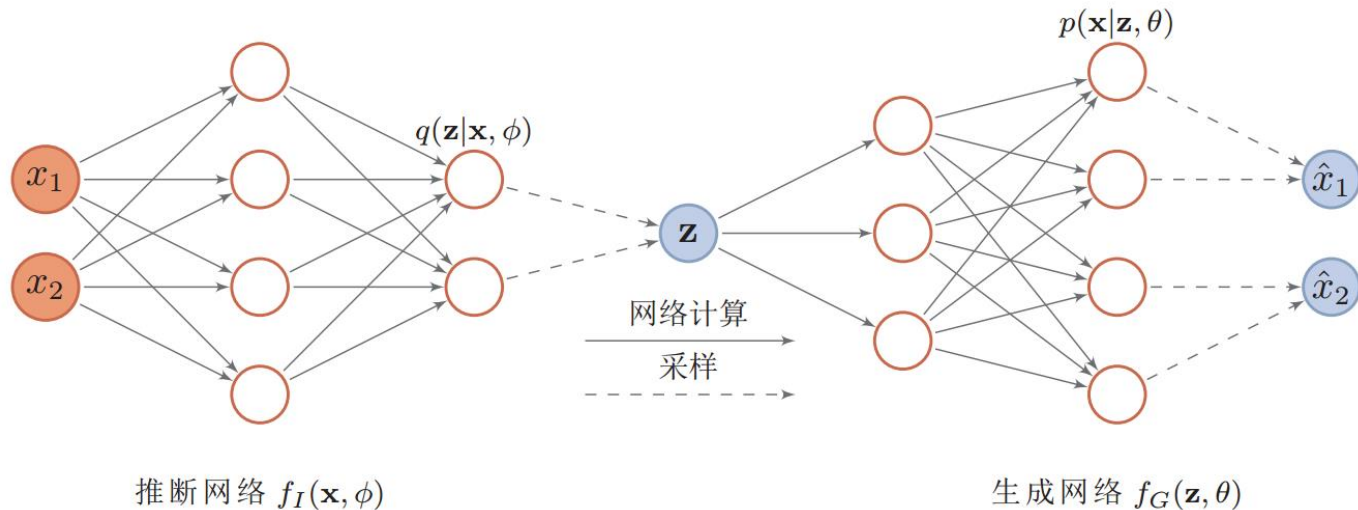 p(x|z, θ)
q(z|x, ϕ)
x₁
x̂₁
z
x₂
x̂₂
网络计算
采样
推断网络 f_I(x, ϕ)
生成网络 f_G(z, θ)